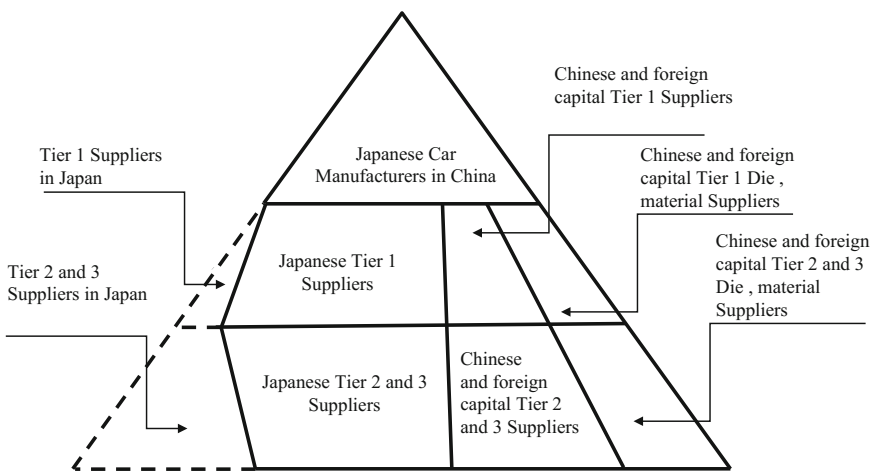 Chinese and foreign
capital Tier 1 Suppliers
Tier 1 Suppliers
in Japan
Japanese Car
Manufacturers in China
Chinese and foreign
capital Tier 1 Die ,
material Suppliers
Tier 2 and 3
Suppliers in Japan
Japanese Tier 1
Suppliers
Chinese and foreign
capital Tier 2 and 3
Die , material
Suppliers
Japanese Tier 2 and 3
Suppliers
Chinese
and foreign
capital Tier 2
and 3 Suppliers